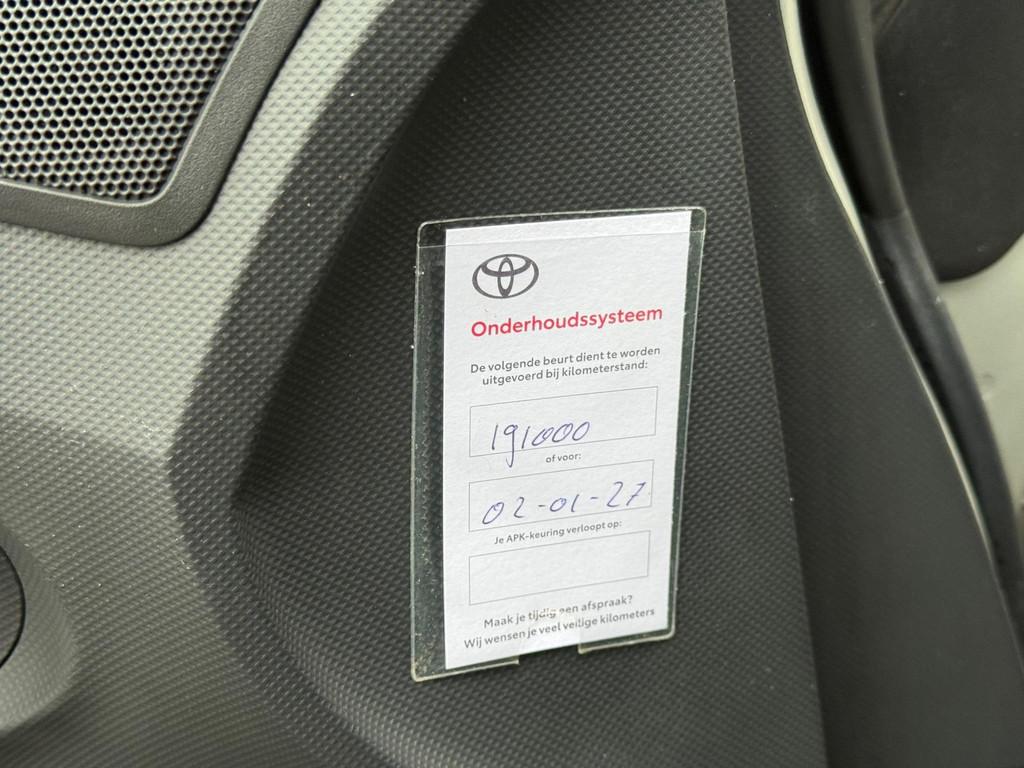 Onderhoudssysteem
De volgende beurt dient te worden
uitgevoerd bij kilometerstand:
191000
of voor:
02-01-27
Je APK-keuring verloopt op:
Maak je tijdig een afspraak?
Wij wensen je veel veilige kilometers